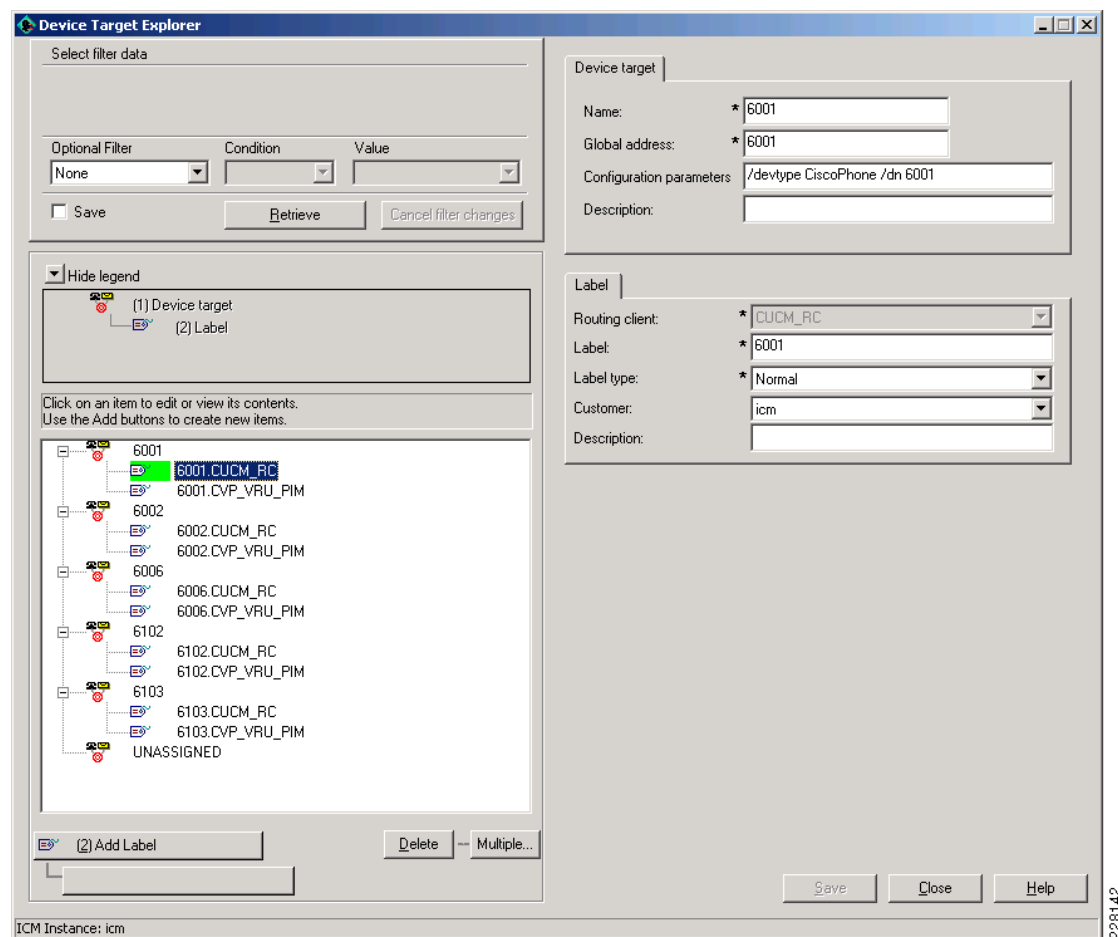 Device Target Explorer
Select filter data
Optional Filter Condition Value
None
Save Retrieve Cancel filter changes
Hide legend
(1) Device target
(2) Label
Click on an item to edit or view its contents.
Use the Add buttons to create new items.
6001
6001.CUCM_RC
6001.CVP_VRU_PIM
6002
6002.CUCM_RC
6002.CVP_VRU_PIM
6006
6006.CUCM_RC
6006.CVP_VRU_PIM
6102
6102.CUCM_RC
6102.CVP_VRU_PIM
6103
6103.CUCM_RC
6103.CVP_VRU_PIM
UNASSIGNED
(2) Add Label Delete -- Multiple...
Device target
Name: * 6001
Global address: * 6001
Configuration parameters /devtype CiscoPhone /dn 6001
Description:
Label
Routing client: * CUCM_RC
Label: * 6001
Label type: * Normal
Customer: icm
Description:
Save Close Help
ICM Instance: icm
228142